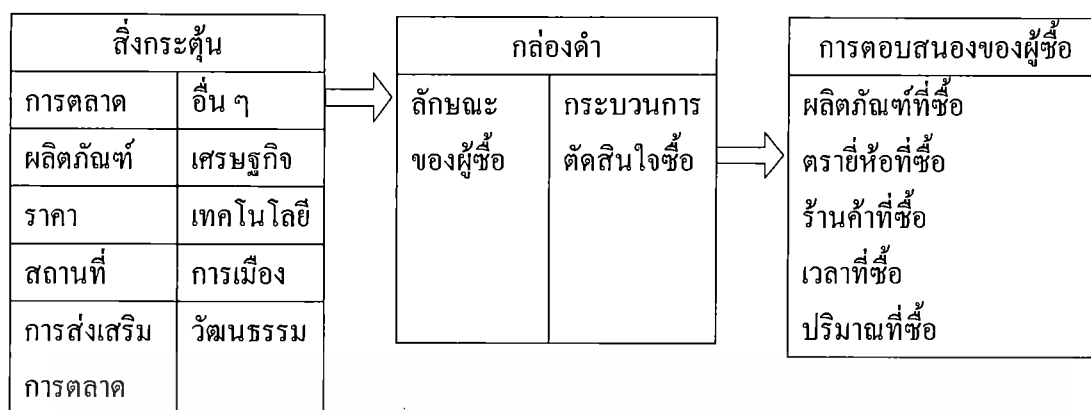 สิ่งกระตุ้น
การตลาด อื่น ๆ
ผลิตภัณฑ์ เศรษฐกิจ
ราคา เทคโนโลยี
สถานที่ การเมือง
การส่งเสริม วัฒนธรรม
การตลาด
กล่องดำ
ลักษณะ กระบวนการ
ของผู้ซื้อ ตัดสินใจซื้อ
การตอบสนองของผู้ซื้อ
ผลิตภัณฑ์ที่ซื้อ
ตรายี่ห้อที่ซื้อ
ร้านค้าที่ซื้อ
เวลาที่ซื้อ
ปริมาณที่ซื้อ